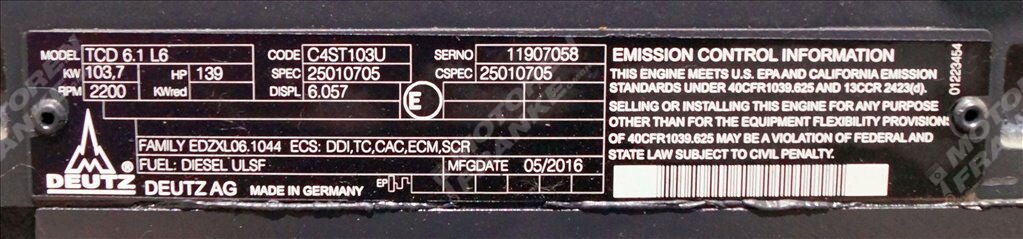 MODEL TCD 6.1 L6 CODE C4ST103U SERNO 11907058
KW 103,7 HP 139 SPEC 25010705 CSPEC 25010705
RPM 2200 KWred DISPL 6.057
E
FAMILY EDZXL06.1044 ECS: DDI,TC,CAC,ECM,SCR
FUEL: DIESEL ULSF MFGDATE 05/2016
DEUTZ ® DEUTZ AG MADE IN GERMANY EP
EMISSION CONTROL INFORMATION
THIS ENGINE MEETS U.S. EPA AND CALIFORNIA EMISSION
STANDARDS UNDER 40CFR1039.625 AND 13CCR 2423(d).
SELLING OR INSTALLING THIS ENGINE FOR ANY PURPOSE
OTHER THAN FOR THE EQUIPMENT FLEXIBILITY PROVISIONS
OF 40CFR1039.625 MAY BE A VIOLATION OF FEDERAL AND
STATE LAW SUBJECT TO CIVIL PENALTY.
01223454
MOTOREN
FRANKE